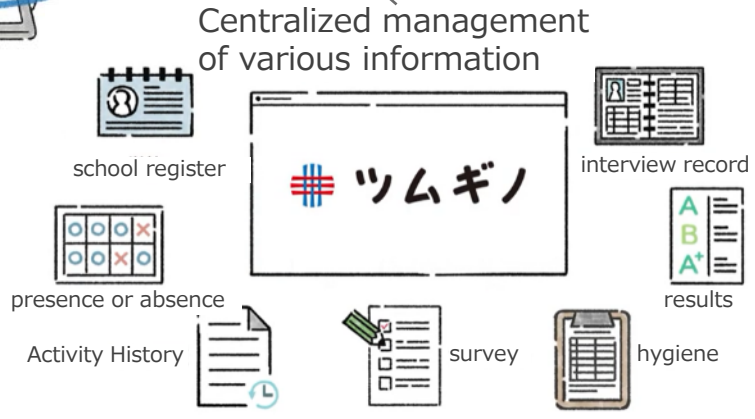 Centralized management
of various information
school register
ツムギノ
interview record
presence or absence
A
B
A+
results
Activity History
survey
hygiene